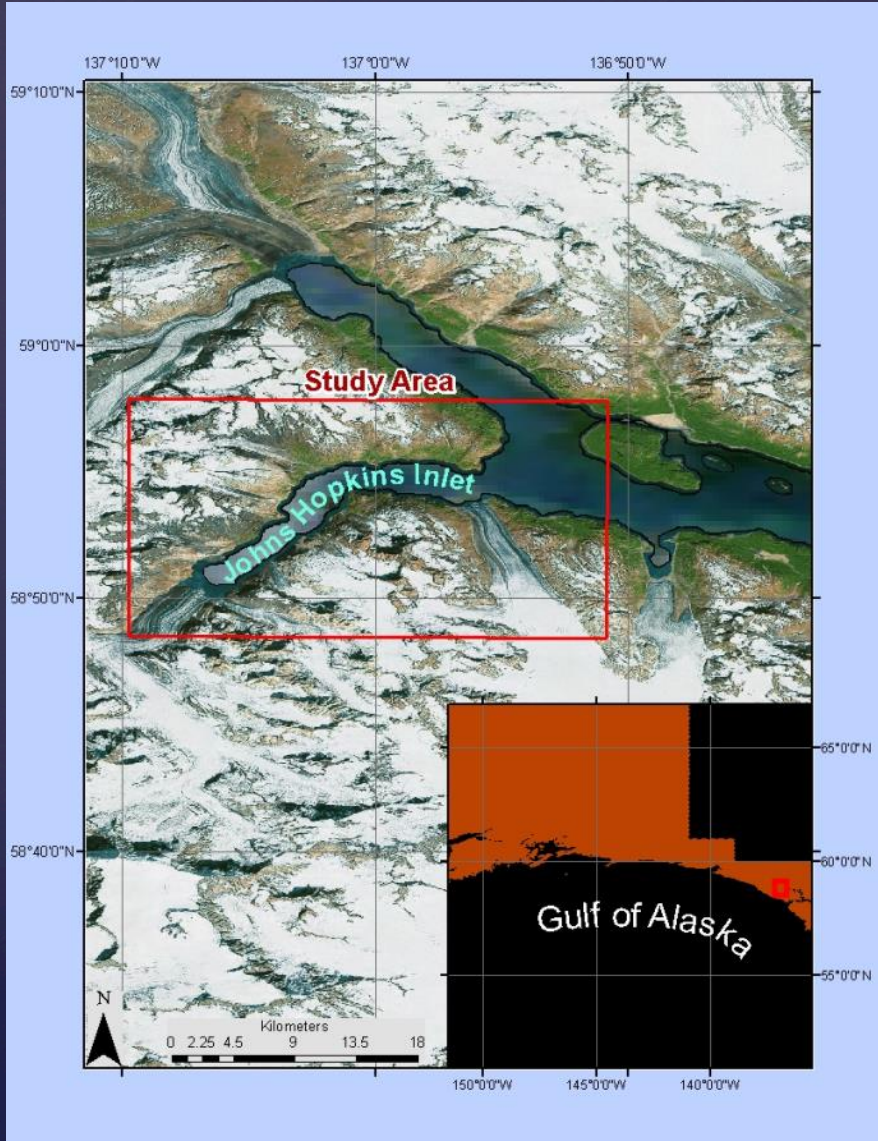 137°10'0"W 137°0'0"W 136°50'0"W
59°10'0"N
59°0'0"N
Study Area
Johns Hopkins Inlet
58°50'0"N
65°0'0"N
58°40'0"N
60°0'0"N
Gulf of Alaska
55°0'0"N
N
Kilometers
0 2.25 4.5 9 13.5 18
150°0'0"W 145°0'0"W 140°0'0"W